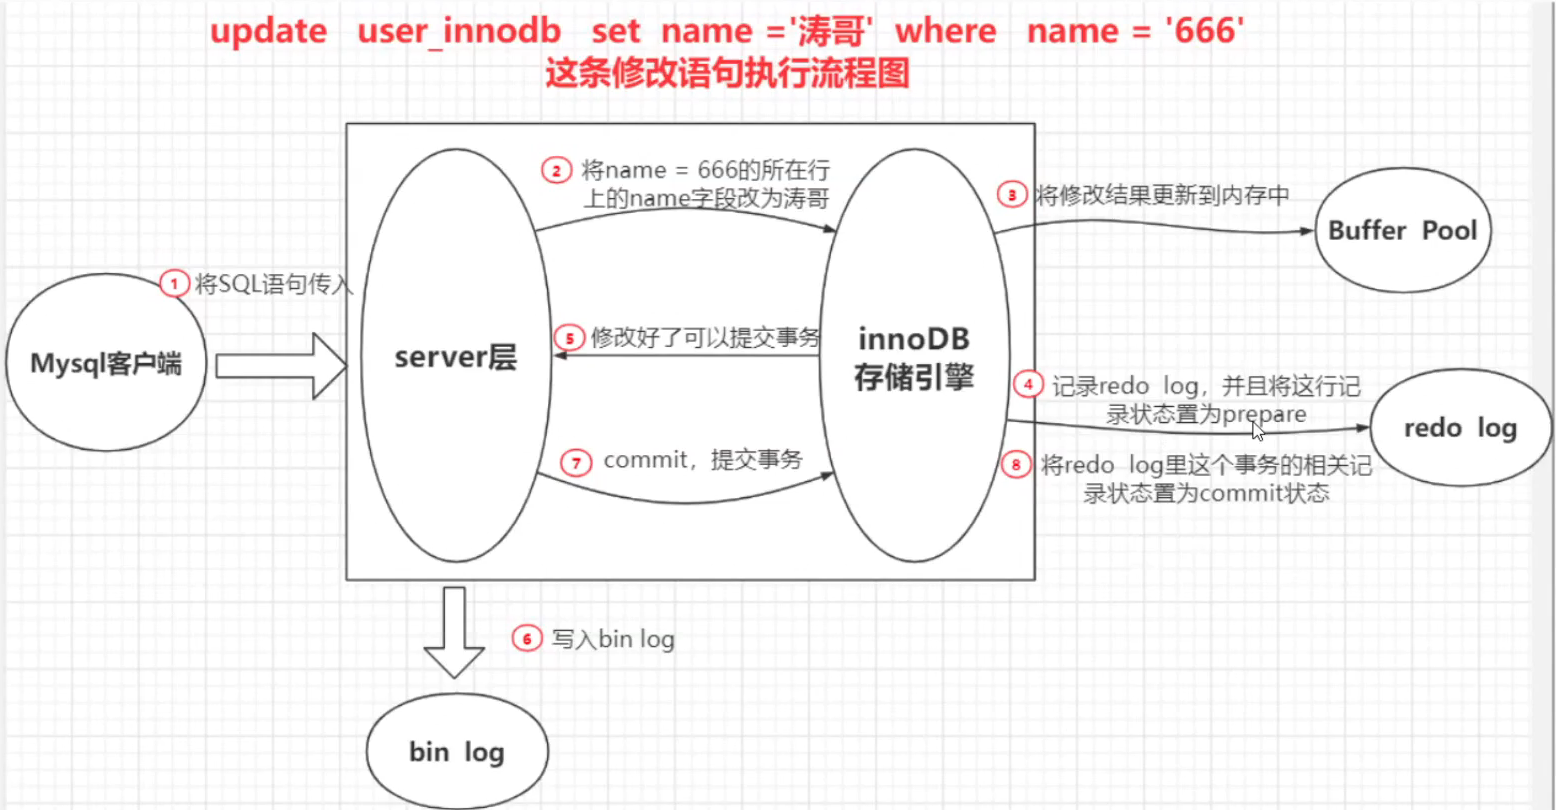 update user_innodb set name ='涛哥' where name = '666'
这条修改语句执行流程图
② 将name = 666的所在行
上的name字段改为涛哥
③ 将修改结果更新到内存中
Buffer Pool
① 将SQL语句传入
Mysql客户端
server层
⑤ 修改好了可以提交事务
innoDB
存储引擎
④ 记录redo log，并且将这行记
录状态置为prepare
redo log
⑦ commit，提交事务
⑧ 将redo log里这个事务的相关记
录状态置为commit状态
⑥ 写入bin log
bin log